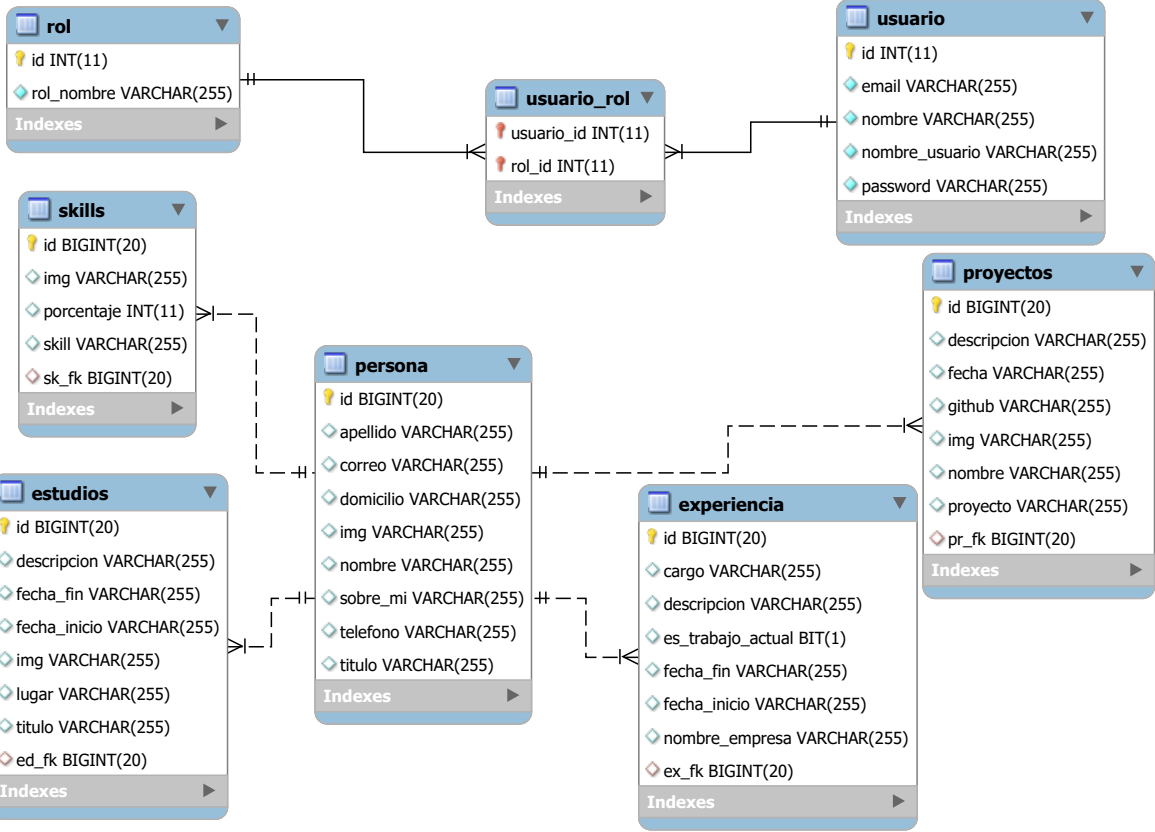 rol
id INT(11)
rol_nombre VARCHAR(255)
Indexes
usuario_rol
usuario_id INT(11)
rol_id INT(11)
Indexes
usuario
id INT(11)
email VARCHAR(255)
nombre VARCHAR(255)
nombre_usuario VARCHAR(255)
password VARCHAR(255)
Indexes
skills
id BIGINT(20)
img VARCHAR(255)
porcentaje INT(11)
skill VARCHAR(255)
sk_fk BIGINT(20)
Indexes
persona
id BIGINT(20)
apellido VARCHAR(255)
correo VARCHAR(255)
domicilio VARCHAR(255)
img VARCHAR(255)
nombre VARCHAR(255)
sobre_mi VARCHAR(255)
telefono VARCHAR(255)
titulo VARCHAR(255)
Indexes
proyectos
id BIGINT(20)
descripcion VARCHAR(255)
fecha VARCHAR(255)
github VARCHAR(255)
img VARCHAR(255)
nombre VARCHAR(255)
proyecto VARCHAR(255)
pr_fk BIGINT(20)
Indexes
estudios
id BIGINT(20)
descripcion VARCHAR(255)
fecha_fin VARCHAR(255)
fecha_inicio VARCHAR(255)
img VARCHAR(255)
lugar VARCHAR(255)
titulo VARCHAR(255)
ed_fk BIGINT(20)
Indexes
experiencia
id BIGINT(20)
cargo VARCHAR(255)
descripcion VARCHAR(255)
es_trabajo_actual BIT(1)
fecha_fin VARCHAR(255)
fecha_inicio VARCHAR(255)
nombre_empresa VARCHAR(255)
ex_fk BIGINT(20)
Indexes